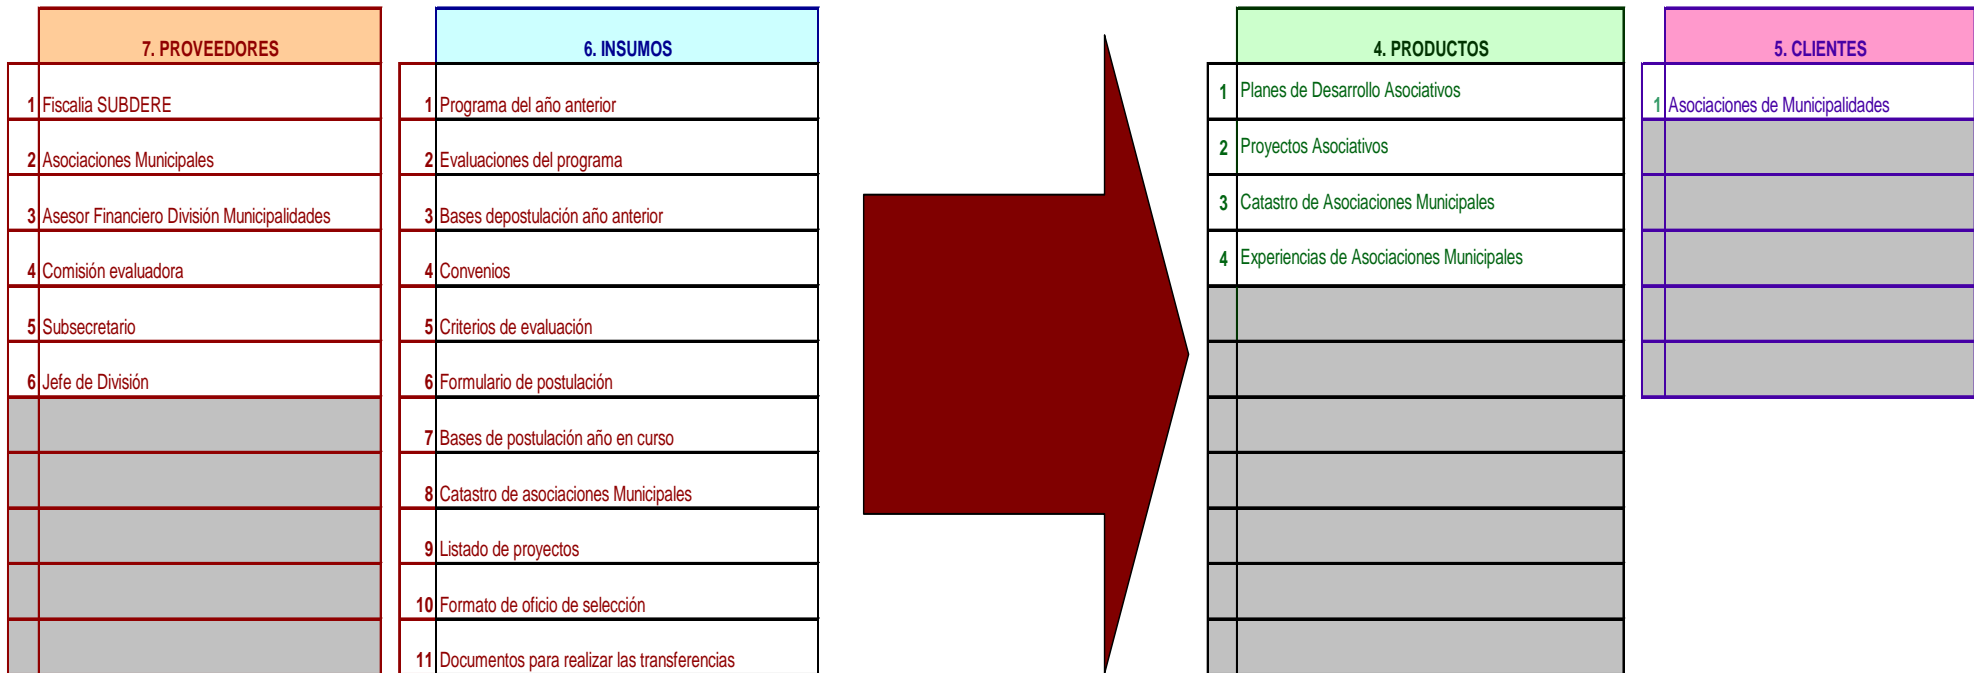 7. PROVEEDORES
1 Fiscalia SUBDERE
2 Asociaciones Municipales
3 Asesor Financiero División Municipalidades
4 Comisión evaluadora
5 Subsecretario
6 Jefe de División
6. INSUMOS
1 Programa del año anterior
2 Evaluaciones del programa
3 Bases depostulación año anterior
4 Convenios
5 Criterios de evaluación
6 Formulario de postulación
7 Bases de postulación año en curso
8 Catastro de asociaciones Municipales
9 Listado de proyectos
10 Formato de oficio de selección
11 Documentos para realizar las transferencias
4. PRODUCTOS
1 Planes de Desarrollo Asociativos
2 Proyectos Asociativos
3 Catastro de Asociaciones Municipales
4 Experiencias de Asociaciones Municipales
5. CLIENTES
1 Asociaciones de Municipalidades